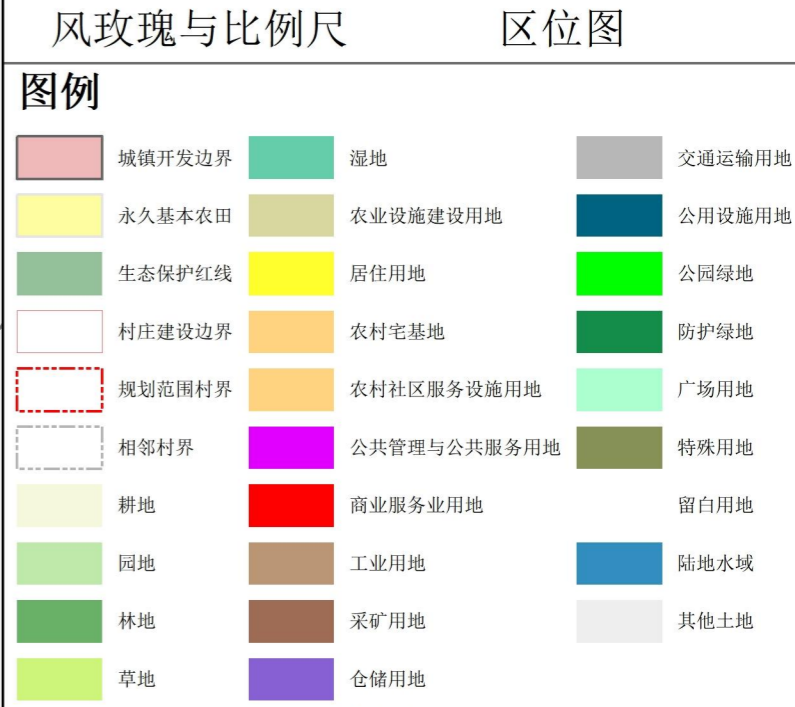 风玫瑰与比例尺
区位图
图例
城镇开发边界
湿地
交通运输用地
永久基本农田
农业设施建设用地
公用设施用地
生态保护红线
居住用地
公园绿地
村庄建设边界
农村宅基地
防护绿地
规划范围村界
农村社区服务设施用地
广场用地
相邻村界
公共管理与公共服务用地
特殊用地
耕地
商业服务业用地
留白用地
园地
工业用地
陆地水域
林地
采矿用地
其他土地
草地
仓储用地